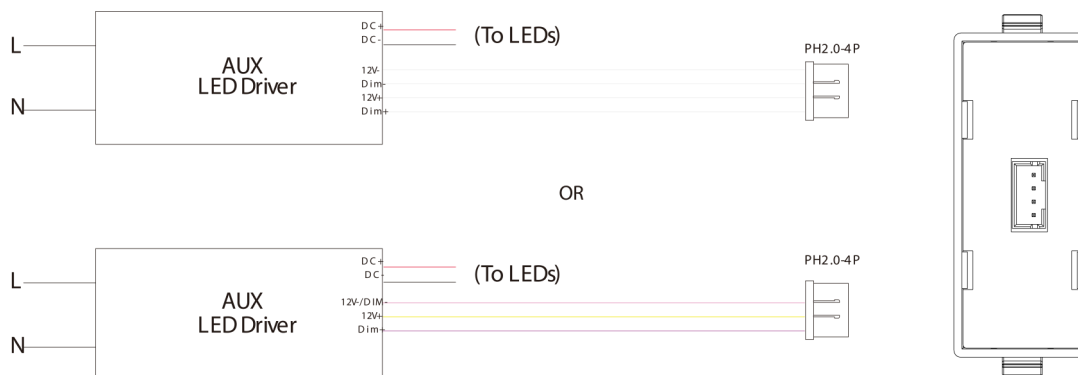 L
N
AUX
LED Driver
DC+
DC-
(To LEDs)
12V-
Dim-
12V+
Dim+
PH2.0-4P
OR
L
N
AUX
LED Driver
DC+
DC-
(To LEDs)
12V-/DIM-
12V+
Dim+
PH2.0-4P